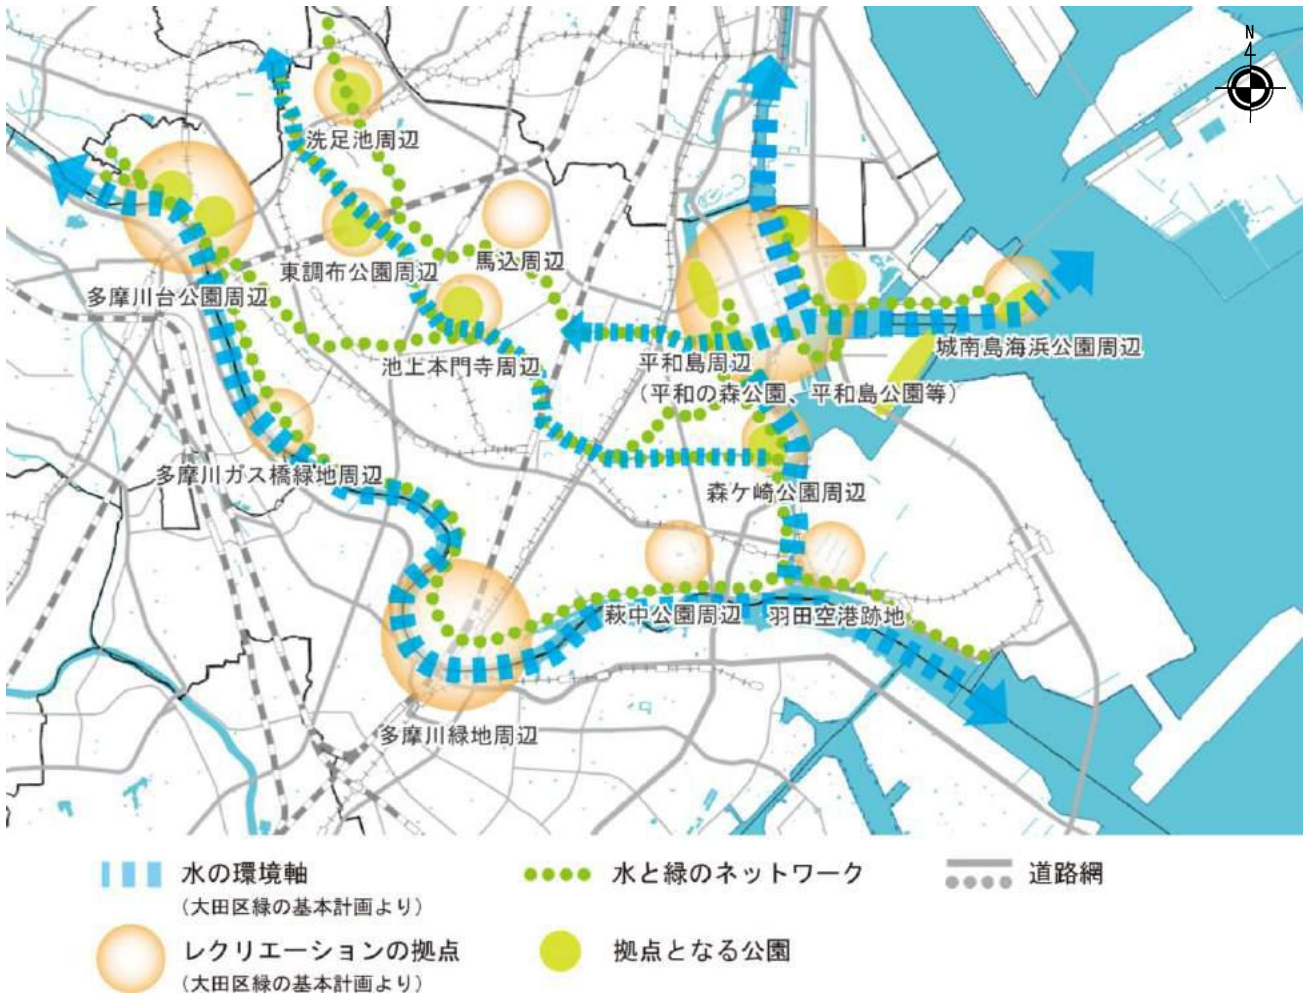 N
洗足池周辺
東調布公園周辺
馬込周辺
多摩川台公園周辺
池上本門寺周辺
平和島周辺
（平和の森公園、平和島公園等）
城南島海浜公園周辺
多摩川ガス橋緑地周辺
森ケ崎公園周辺
萩中公園周辺
羽田空港跡地
多摩川緑地周辺
水の環境軸
（大田区緑の基本計画より）
水と緑のネットワーク
道路網
レクリエーションの拠点
（大田区緑の基本計画より）
拠点となる公園